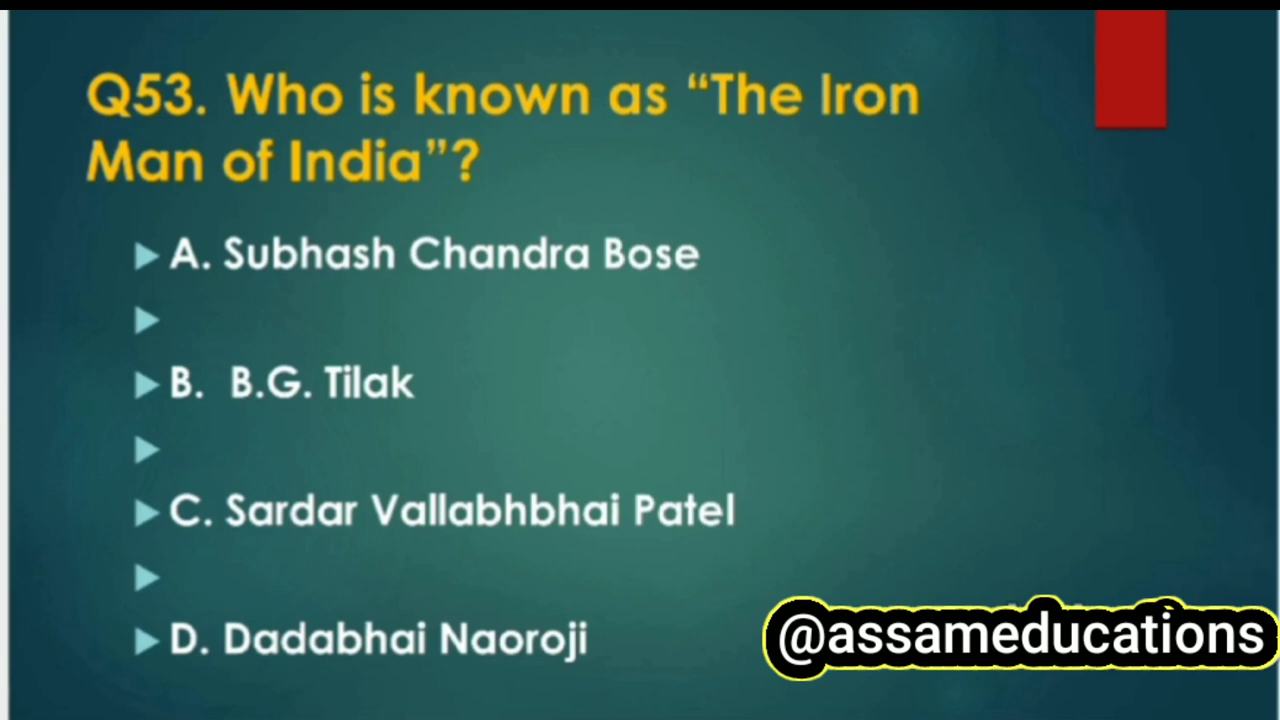 Q53. Who is known as “The Iron
Man of India”?
A. Subhash Chandra Bose
B.  B.G. Tilak
C. Sardar Vallabhbhai Patel
D. Dadabhai Naoroji
@assameducations